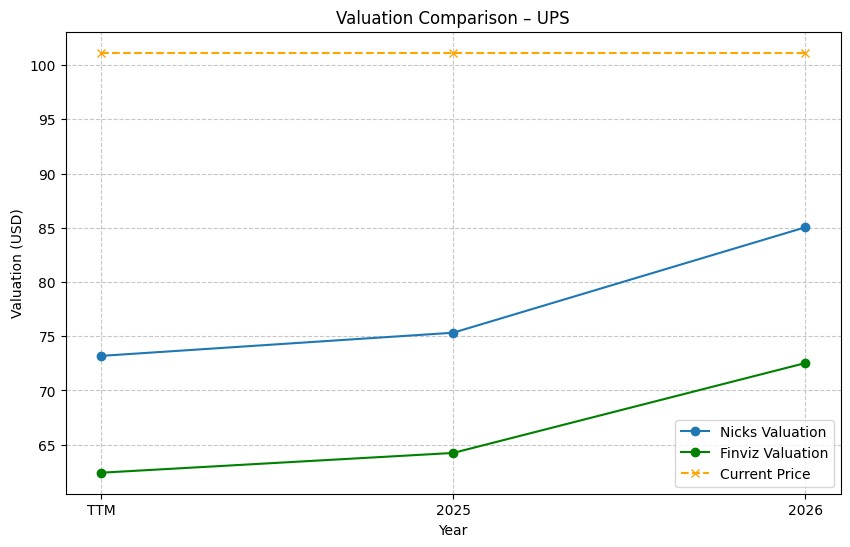 Valuation Comparison – UPS
Valuation (USD)
100
95
90
85
80
75
70
65
TTM
2025
2026
Year
Nicks Valuation
Finviz Valuation
Current Price